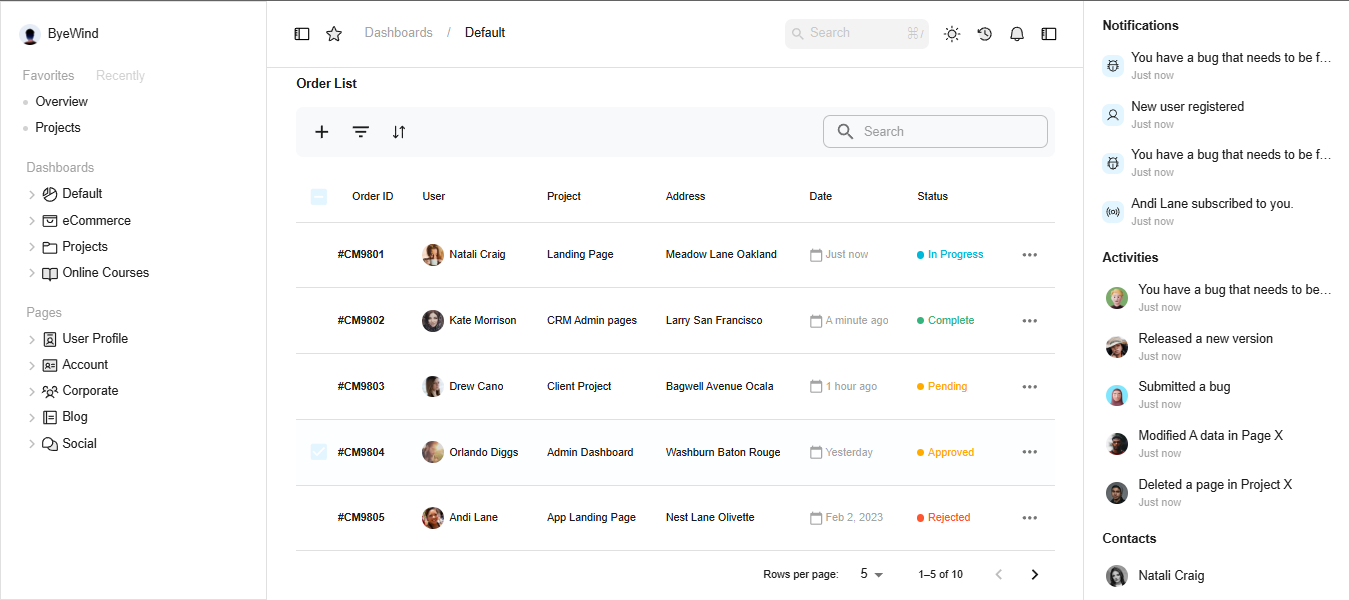 ByeWind
Favorites Recently
Overview
Projects
Dashboards
Default
eCommerce
Projects
Online Courses
Pages
User Profile
Account
Corporate
Blog
Social
Dashboards / Default
Search ⌘/
Order List
Search
Order ID User Project Address Date Status
#CM9801 Natali Craig Landing Page Meadow Lane Oakland Just now In Progress
#CM9802 Kate Morrison CRM Admin pages Larry San Francisco A minute ago Complete
#CM9803 Drew Cano Client Project Bagwell Avenue Ocala 1 hour ago Pending
#CM9804 Orlando Diggs Admin Dashboard Washburn Baton Rouge Yesterday Approved
#CM9805 Andi Lane App Landing Page Nest Lane Olivette Feb 2, 2023 Rejected
Rows per page: 5 1–5 of 10
Notifications
You have a bug that needs to be f...
Just now
New user registered
Just now
You have a bug that needs to be f...
Just now
Andi Lane subscribed to you.
Just now
Activities
You have a bug that needs to be...
Just now
Released a new version
Just now
Submitted a bug
Just now
Modified A data in Page X
Just now
Deleted a page in Project X
Just now
Contacts
Natali Craig